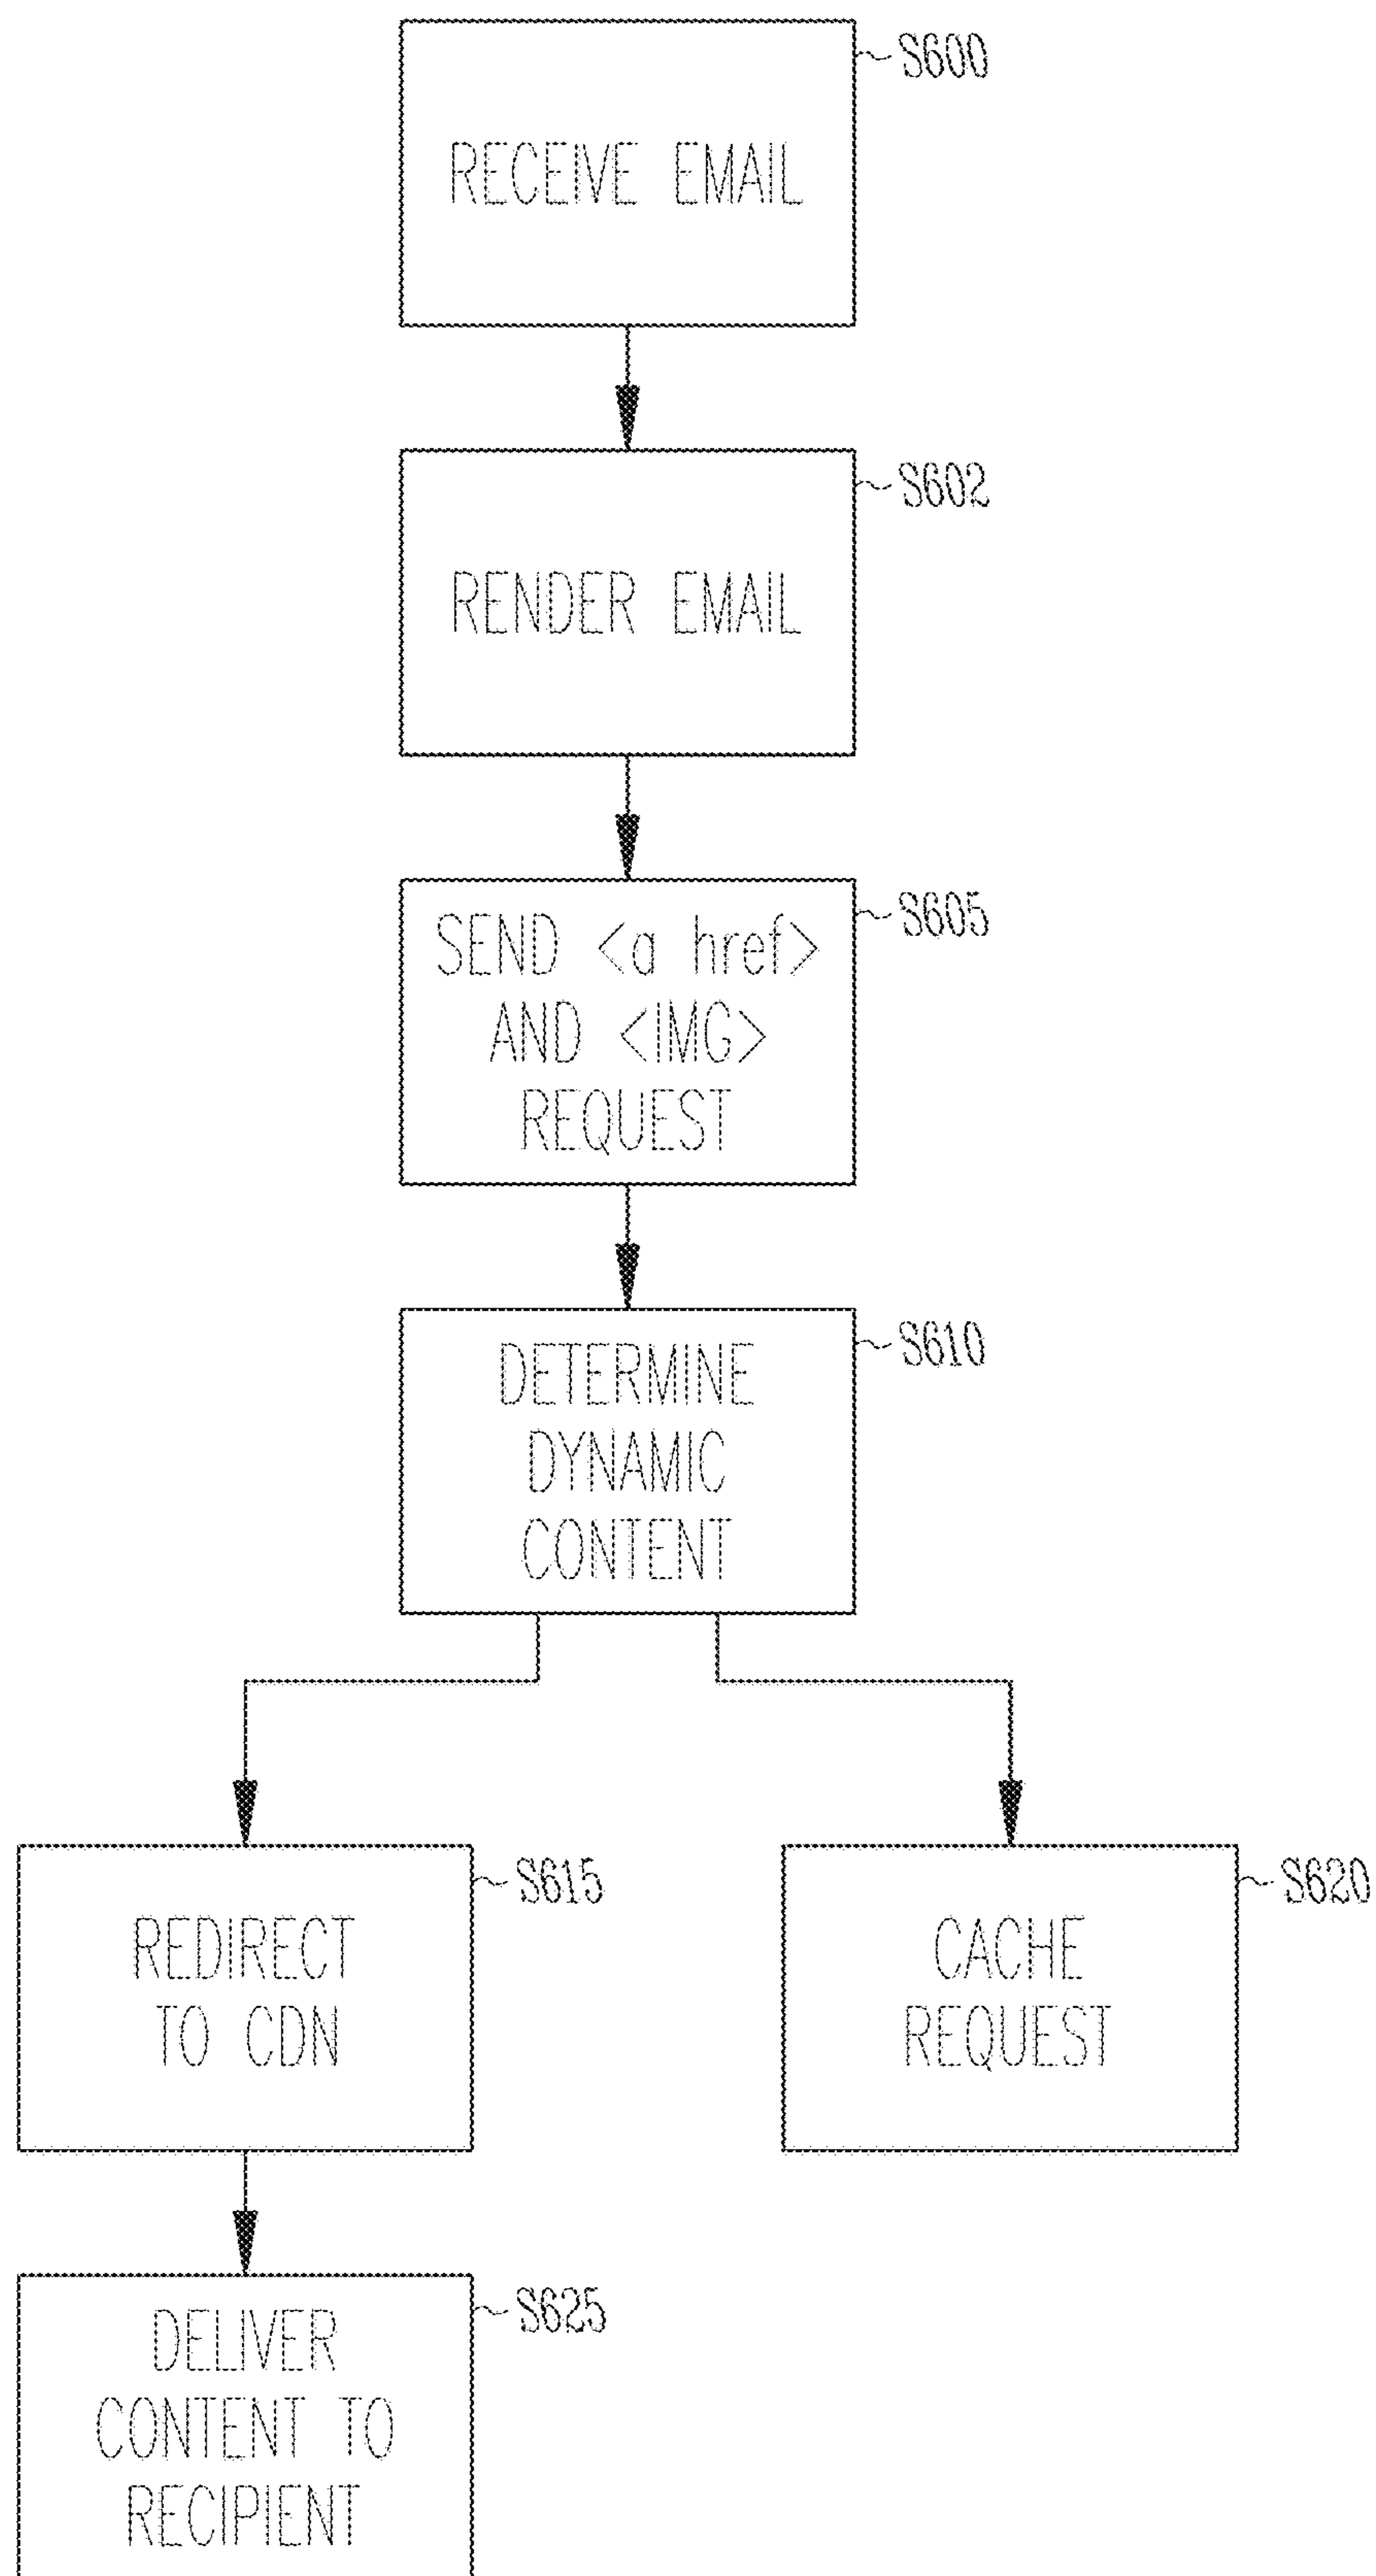 S600
RECEIVE EMAIL
S602
RENDER EMAIL
S605
SEND <a href>
AND <IMG>
REQUEST
S610
DETERMINE
DYNAMIC
CONTENT
S615
REDIRECT
TO CDN
S620
CACHE
REQUEST
S625
DELIVER
CONTENT TO
RECIPIENT